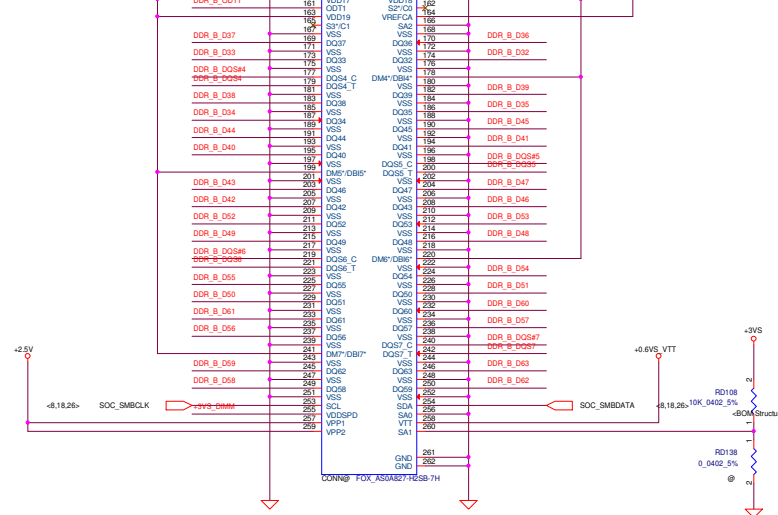 DDR_B_ODT1 161 VDD17 VDD18 162
ODT1 S2*/C0
163 VDD19 VREFCA 164
165 S3*/C1 SA2 166
DDR_B_D37 167 VSS VSS 168 DDR_B_D36
169 DQ37 DQ36 170
DDR_B_D33 171 VSS VSS 172 DDR_B_D32
173 DQ33 DQ32 174
DDR_B_DQS#4 175 VSS VSS 176
DDR_B_DQS4 177 DQS4_C DM4*/DBI4* 178
179 DQS4_T VSS 180 DDR_B_D39
DDR_B_D38 181 VSS DQ39 182
183 DQ38 VSS 184 DDR_B_D35
DDR_B_D34 185 VSS DQ35 186
187 DQ34 VSS 188 DDR_B_D45
DDR_B_D44 189 VSS DQ45 190
191 DQ44 VSS 192 DDR_B_D41
DDR_B_D40 193 VSS DQ41 194
195 DQ40 VSS 196 DDR_B_DQS#5
197 VSS DQS5_C 198 DDR_B_DQS5
199 DM5*/DBI5* DQS5_T 200
DDR_B_D43 201 VSS VSS 202 DDR_B_D47
DQ46 DQ47 204
DDR_B_D42 205 VSS VSS 206 DDR_B_D46
207 DQ42 DQ43 208
DDR_B_D52 209 VSS VSS 210 DDR_B_D53
211 DQ52 DQ53 212
DDR_B_D49 213 VSS VSS 214 DDR_B_D48
215 DQ49 DQ48 216
DDR_B_DQS#6 217 VSS VSS 218
DDR_B_DQS6 219 DQS6_C DM6*/DBI6* 220
221 DQS6_T VSS 222 DDR_B_D54
DDR_B_D55 223 VSS DQ54 224
225 DQ55 VSS 226 DDR_B_D51
DDR_B_D50 227 VSS DQ50 228
229 DQ51 VSS 230 DDR_B_D60
DDR_B_D61 231 VSS DQ60 232
233 DQ61 VSS 234 DDR_B_D57
DDR_B_D56 235 VSS DQ57 236
237 DQ56 VSS 238 DDR_B_DQS#7
239 VSS DQS7_C 240 DDR_B_DQS7
241 DM7*/DBI7* DQS7_T 242
DDR_B_D59 243 VSS VSS 244 DDR_B_D63
245 DQ62 DQ63 246
DDR_B_D58 247 VSS VSS 248 DDR_B_D62
249 DQ58 DQ59 250
251 VSS VSS 252
<8,18,26> SOC_SMBCLK 253 SCL SDA 254 SOC_SMBDATA <8,18,26>
+3VS_DIMM 255 VDDSPD SA0 256
257 VPP1 VTT 258
259 VPP2 SA1 260
GND 261
GND 262
CONN@ FOX_AS0A827-H2SB-7H
+2.5V
+0.6VS_VTT
+3VS
2
RD108
10K_0402_5%
<BOM Structu
1
1
RD138
0_0402_5%
@
2